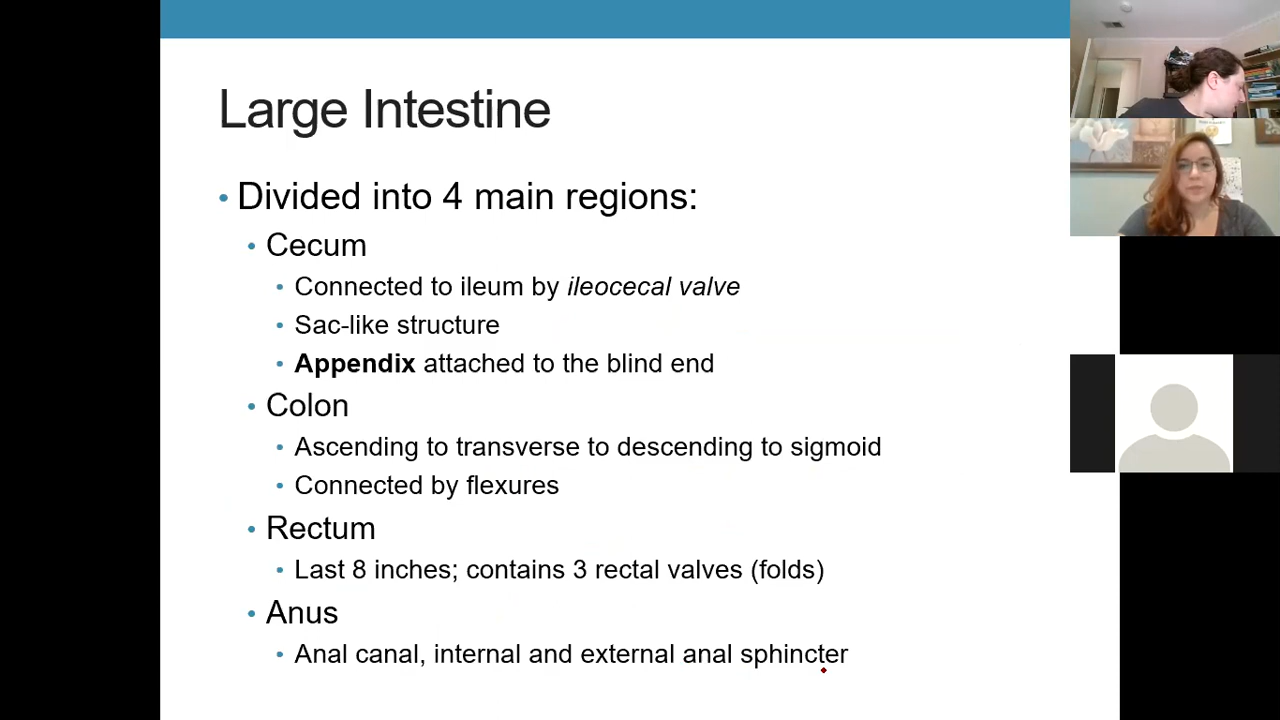 Large Intestine
• Divided into 4 main regions:
• Cecum
• Connected to ileum by ileocecal valve
• Sac-like structure
• Appendix attached to the blind end
• Colon
• Ascending to transverse to descending to sigmoid
• Connected by flexures
• Rectum
• Last 8 inches; contains 3 rectal valves (folds)
• Anus
• Anal canal, internal and external anal sphincter